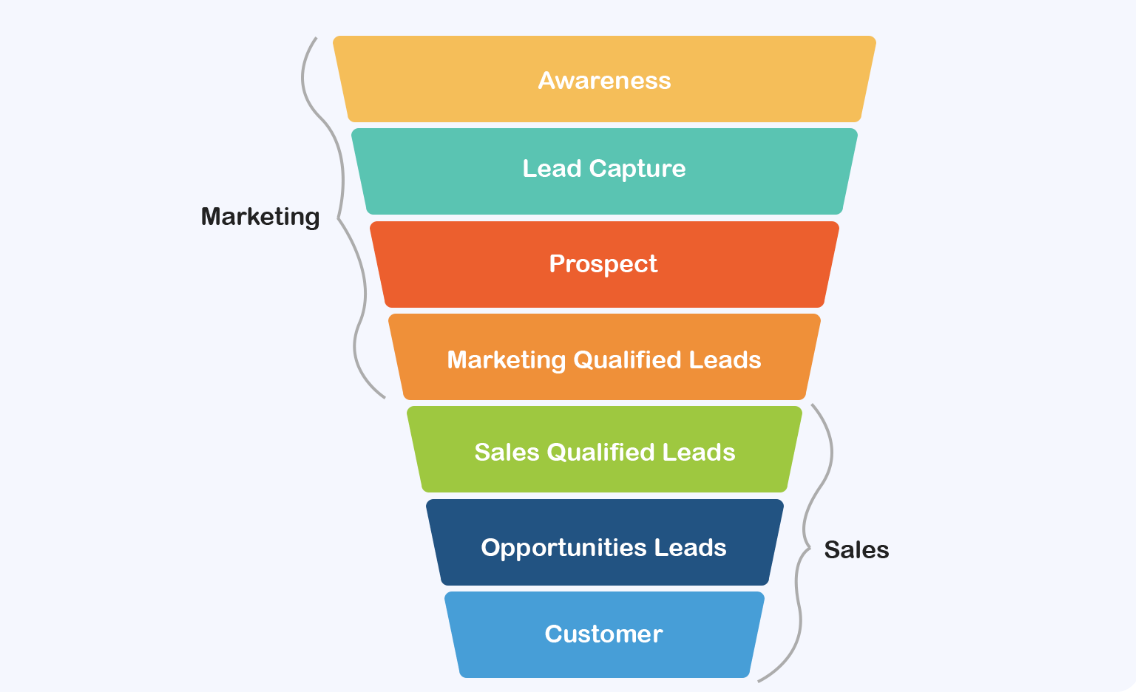 Awareness
Lead Capture
Marketing
Prospect
Marketing Qualified Leads
Sales Qualified Leads
Opportunities Leads
Sales
Customer